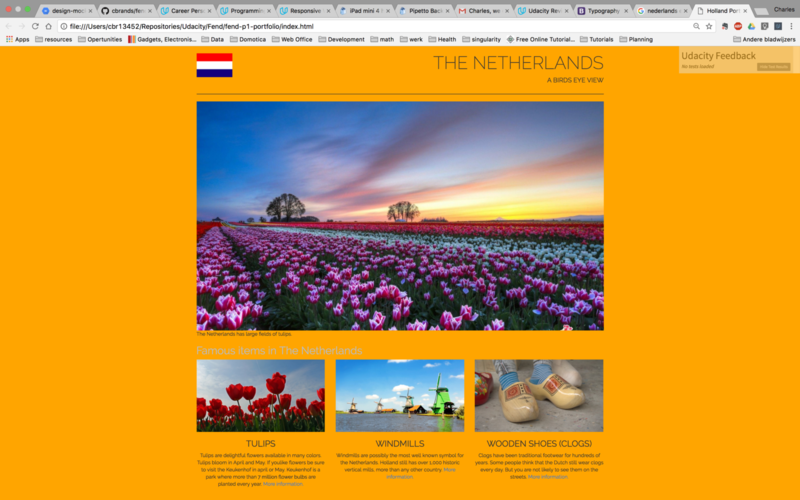 design-moc
cbrands/fen
Career Pers
Programmin
Responsive
iPad mini 4
Pipetto Back
Charles, we
Udacity Rev
Typography
nederlands
Holland Port
Charles
file:///Users/cbr13452/Repositories/Udacity/Fend/fend-p1-portfolio/index.html
Apps
resources
Opertunities
Gadgets, Electronis...
Data
Domotica
Web Office
Development
math
werk
Health
singularity
Free Online Tutorial...
Tutorials
Planning
Andere bladwijzers
THE NETHERLANDS
A BIRDS EYE VIEW
Udacity Feedback
The Netherlands has large fields of tulips
Famous items in The Netherlands
TULIPS
Tulips are delightful flowers available in many colors.
Tulips bloom in April and May. If youlike flowers be sure
to visit the Keukenhof in april or May. Keukenhof is a
park where more than 7 million flower bulbs are
planted every year. More information
WINDMILLS
Windmills are possibly the most well known symbol for
the Netherlands. Holland still has over 1,000 historic
vertical mills, more than any other country. More
information
WOODEN SHOES (CLOGS)
Clogs have been traditional footwear for hundreds of
years. Some people think that the Dutch still wear clogs
every day. But you are not likely to see them on the
streets. More information